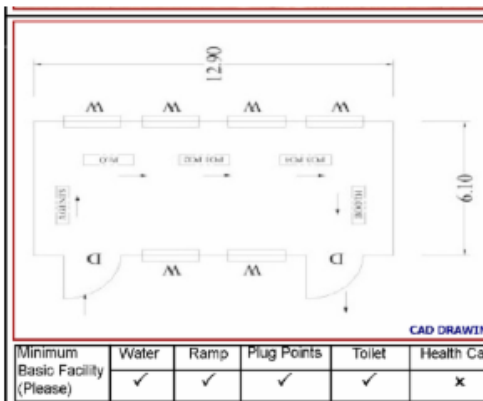 12.90
W W W W
6.10
D D
W W
CAD DRAWIN
Minimum Basic Facility (Please) Water Ramp Plug Points Toilet Health Ca
✓ ✓ ✓ ✓ x